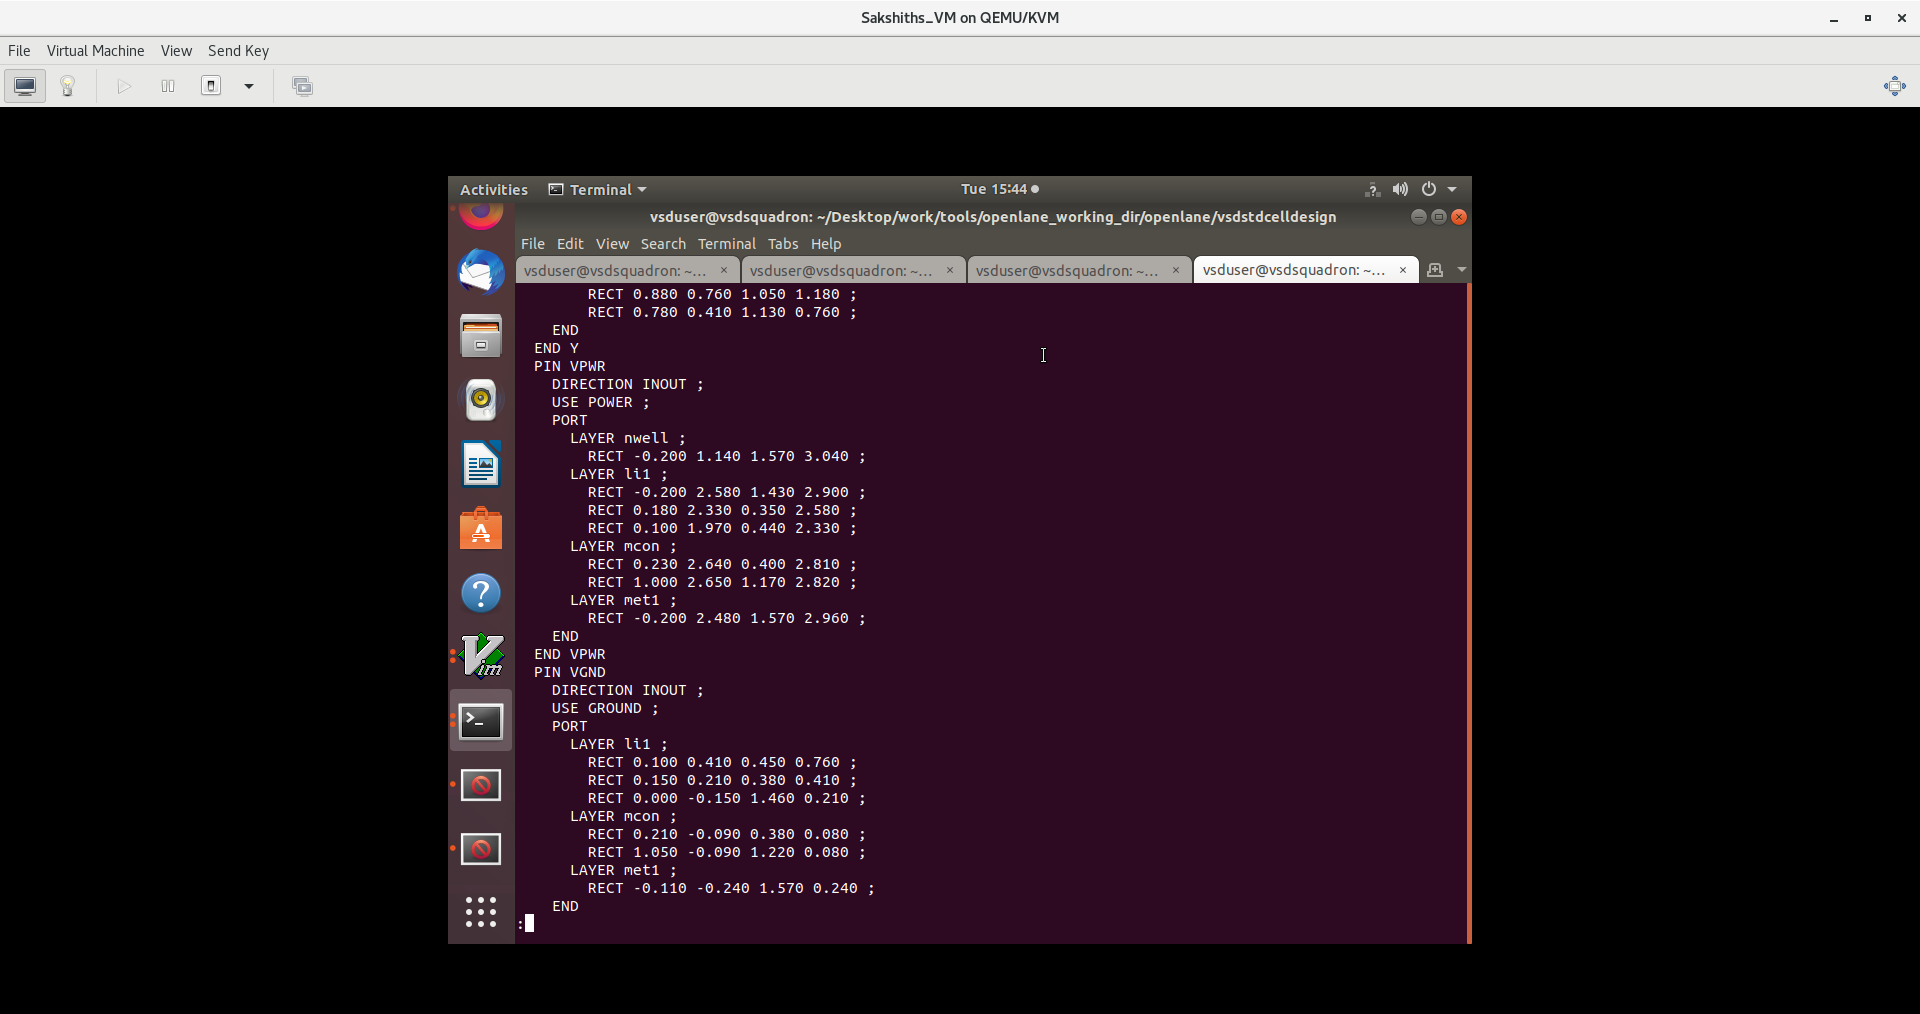 Sakshiths_VM on QEMU/KVM
File Virtual Machine View Send Key
Activities Terminal Tue 15:44
vsduser@vsdsquadron: ~/Desktop/work/tools/openlane_working_dir/openlane/vsdstdcelldesign
File Edit View Search Terminal Tabs Help
vsduser@vsdsquadron: ~... vsduser@vsdsquadron: ~... vsduser@vsdsquadron: ~... vsduser@vsdsquadron: ~...
RECT 0.880 0.760 1.050 1.180 ;
RECT 0.780 0.410 1.130 0.760 ;
END
END Y
PIN VPWR
DIRECTION INOUT ;
USE POWER ;
PORT
LAYER nwell ;
RECT -0.200 1.140 1.570 3.040 ;
LAYER li1 ;
RECT -0.200 2.580 1.430 2.900 ;
RECT 0.180 2.330 0.350 2.580 ;
RECT 0.100 1.970 0.440 2.330 ;
LAYER mcon ;
RECT 0.230 2.640 0.400 2.810 ;
RECT 1.000 2.650 1.170 2.820 ;
LAYER met1 ;
RECT -0.200 2.480 1.570 2.960 ;
END
END VPWR
PIN VGND
DIRECTION INOUT ;
USE GROUND ;
PORT
LAYER li1 ;
RECT 0.100 0.410 0.450 0.760 ;
RECT 0.150 0.210 0.380 0.410 ;
RECT 0.000 -0.150 1.460 0.210 ;
LAYER mcon ;
RECT 0.210 -0.090 0.380 0.080 ;
RECT 1.050 -0.090 1.220 0.080 ;
LAYER met1 ;
RECT -0.110 -0.240 1.570 0.240 ;
END
: